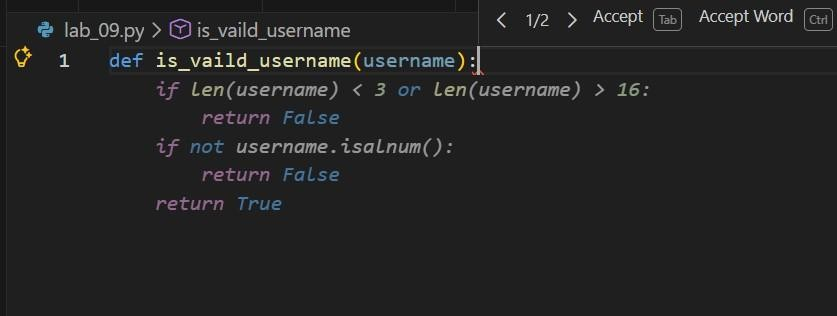 lab_09.py > is_vaild_username
< 1/2 > Accept Tab Accept Word Ctrl
1 def is_vaild_username(username):
if len(username) < 3 or len(username) > 16:
return False
if not username.isalnum():
return False
return True